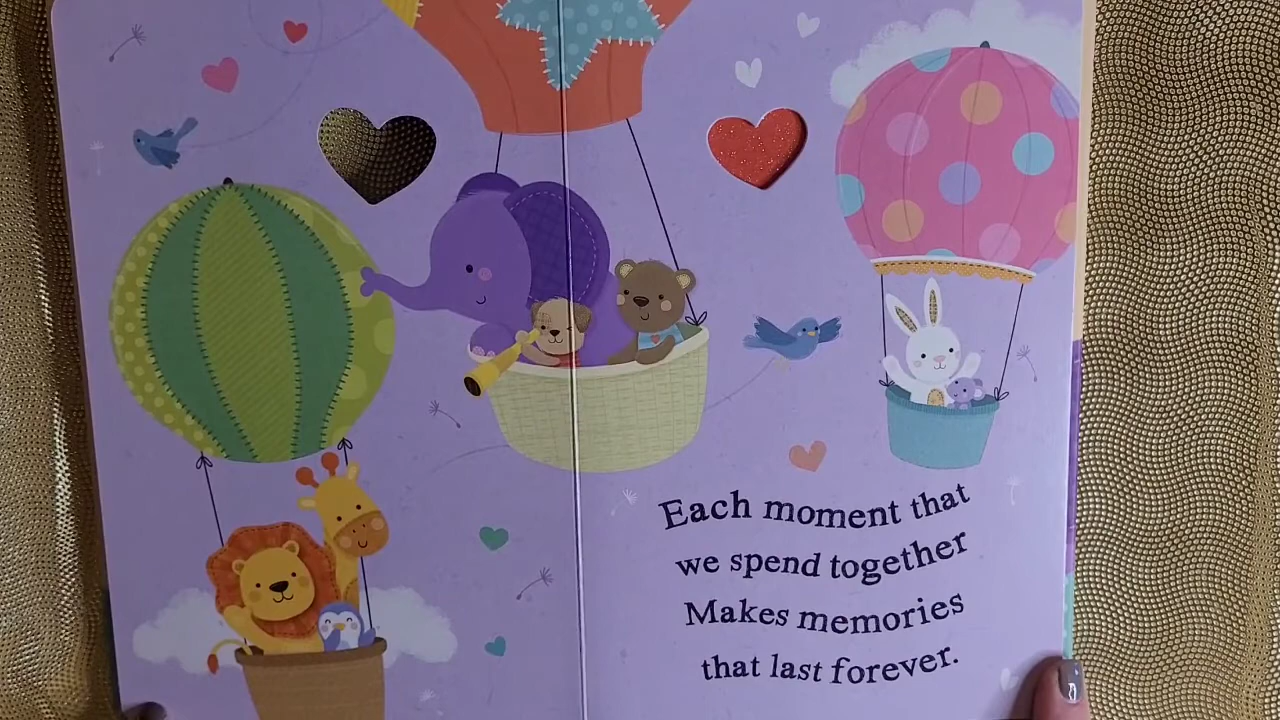 Each moment that
we spend together
Makes memories
that last forever.